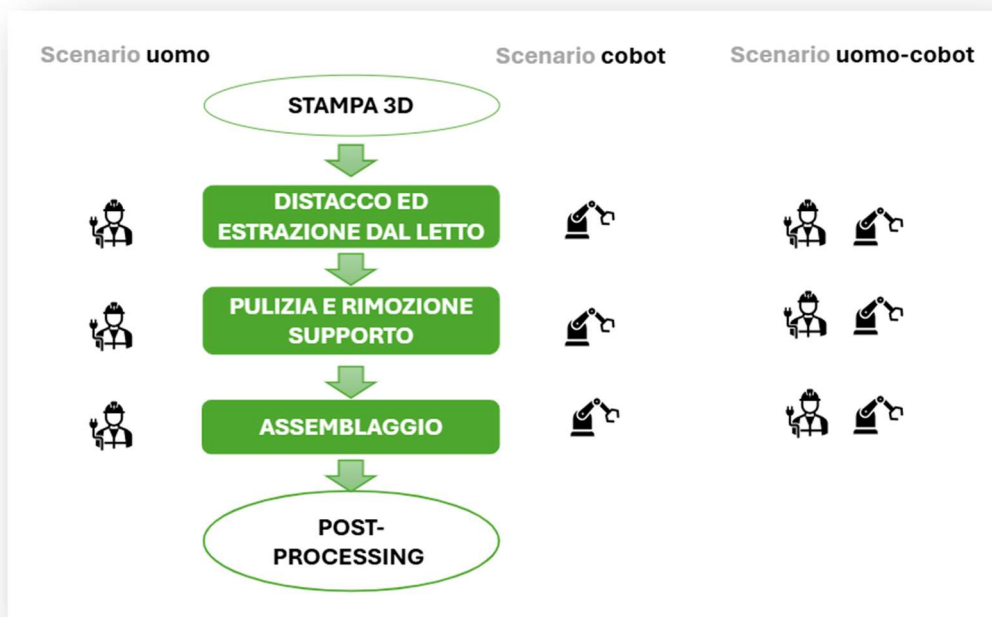 Scenario uomo
Scenario cobot
Scenario uomo-cobot
STAMPA 3D
DISTACCO ED
ESTRAZIONE DAL LETTO
PULIZIA E RIMOZIONE
SUPPORTO
ASSEMBLAGGIO
POST-
PROCESSING